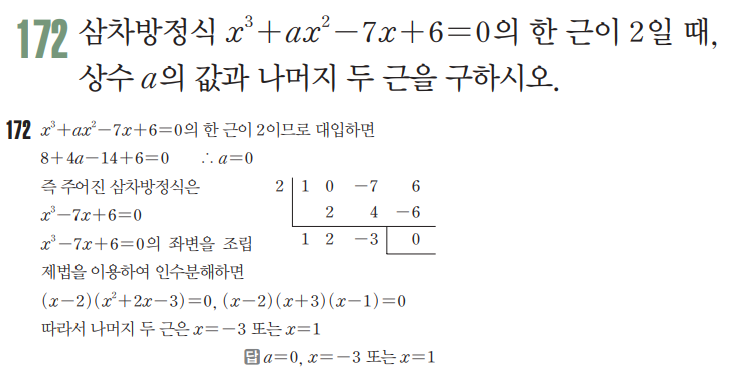 172 삼차방정식 x³+ax²-7x+6=0의 한 근이 2일 때,
상수 a의 값과 나머지 두 근을 구하시오.
172 x³+ax²-7x+6=0의 한 근이 2이므로 대입하면
8+4a-14+6=0 ∴ a=0
즉 주어진 삼차방정식은
x³-7x+6=0
x³-7x+6=0의 좌변을 조립
제법을 이용하여 인수분해하면
2 1 0 -7 6
2 4 -6
1 2 -3 0
(x-2)(x²+2x-3)=0, (x-2)(x+3)(x-1)=0
따라서 나머지 두 근은 x=-3 또는 x=1
답 a=0, x=-3 또는 x=1